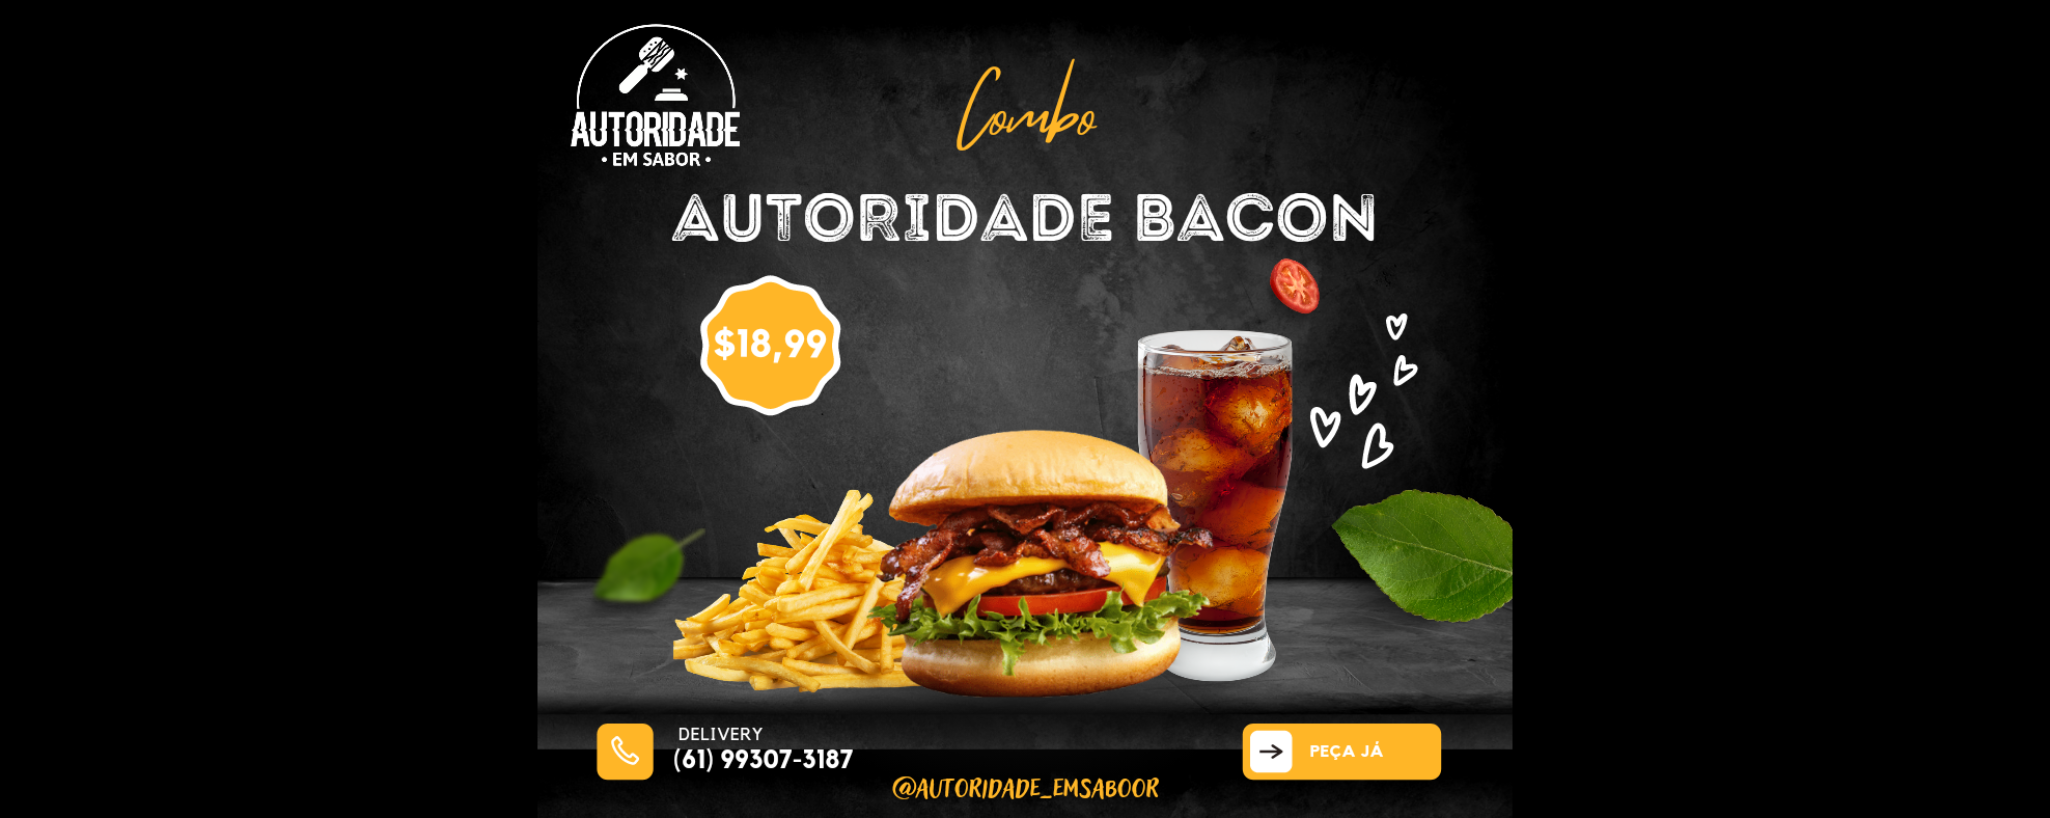 AUTORIDADE
• EM SABOR •
Combo
AUTORIDADE BACON
$18,99
DELIVERY
(61) 99307-3187
PEÇA JÁ
@AUTORIDADE_EMSABOOR